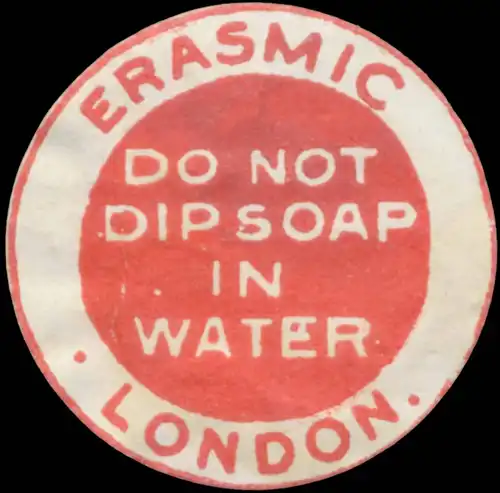 ERASMIC
DO NOT
DIP SOAP
IN
WATER
LONDON.